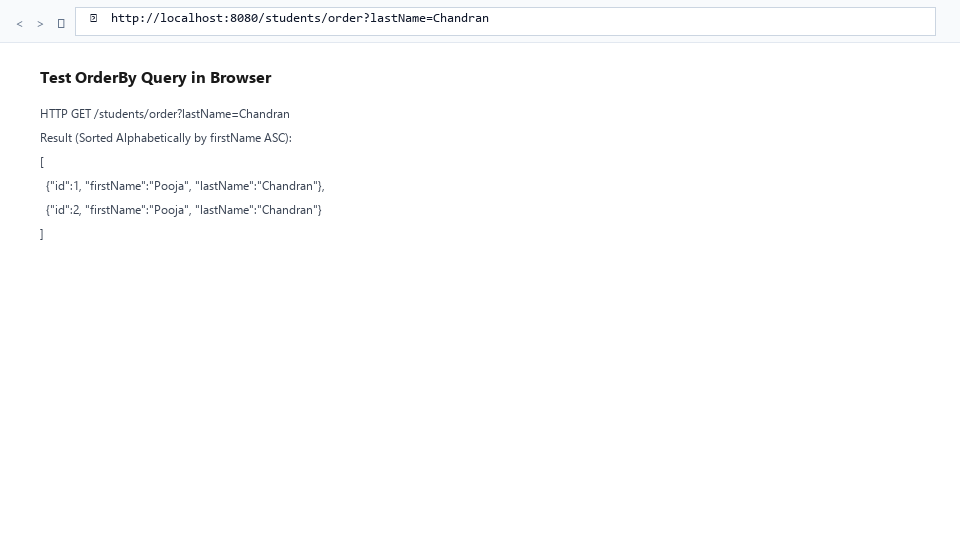 < >
http://localhost:8080/students/order?lastName=Chandran
Test OrderBy Query in Browser
HTTP GET /students/order?lastName=Chandran
Result (Sorted Alphabetically by firstName ASC):
[
{"id":1, "firstName":"Pooja", "lastName":"Chandran"},
{"id":2, "firstName":"Pooja", "lastName":"Chandran"}
]